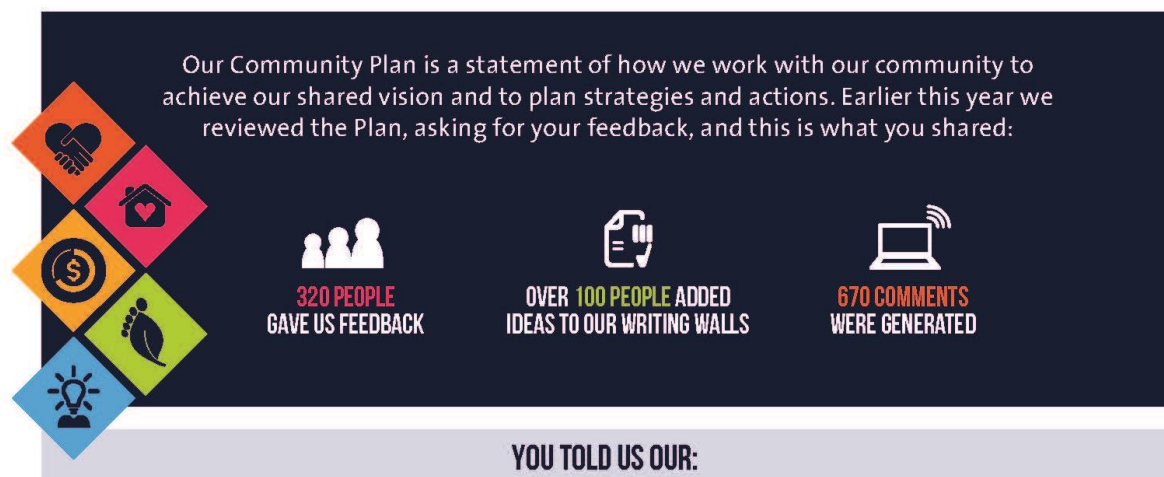 Our Community Plan is a statement of how we work with our community to
achieve our shared vision and to plan strategies and actions. Earlier this year we
reviewed the Plan, asking for your feedback, and this is what you shared:
320 PEOPLE
GAVE US FEEDBACK
OVER 100 PEOPLE ADDED
IDEAS TO OUR WRITING WALLS
670 COMMENTS
WERE GENERATED
$
YOU TOLD US OUR: